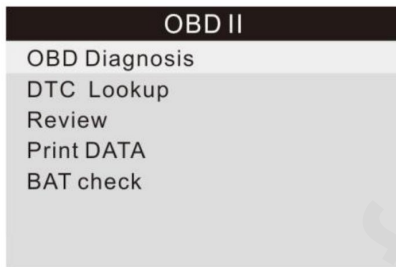 OBD II
OBD Diagnosis
DTC Lookup
Review
Print DATA
BAT check